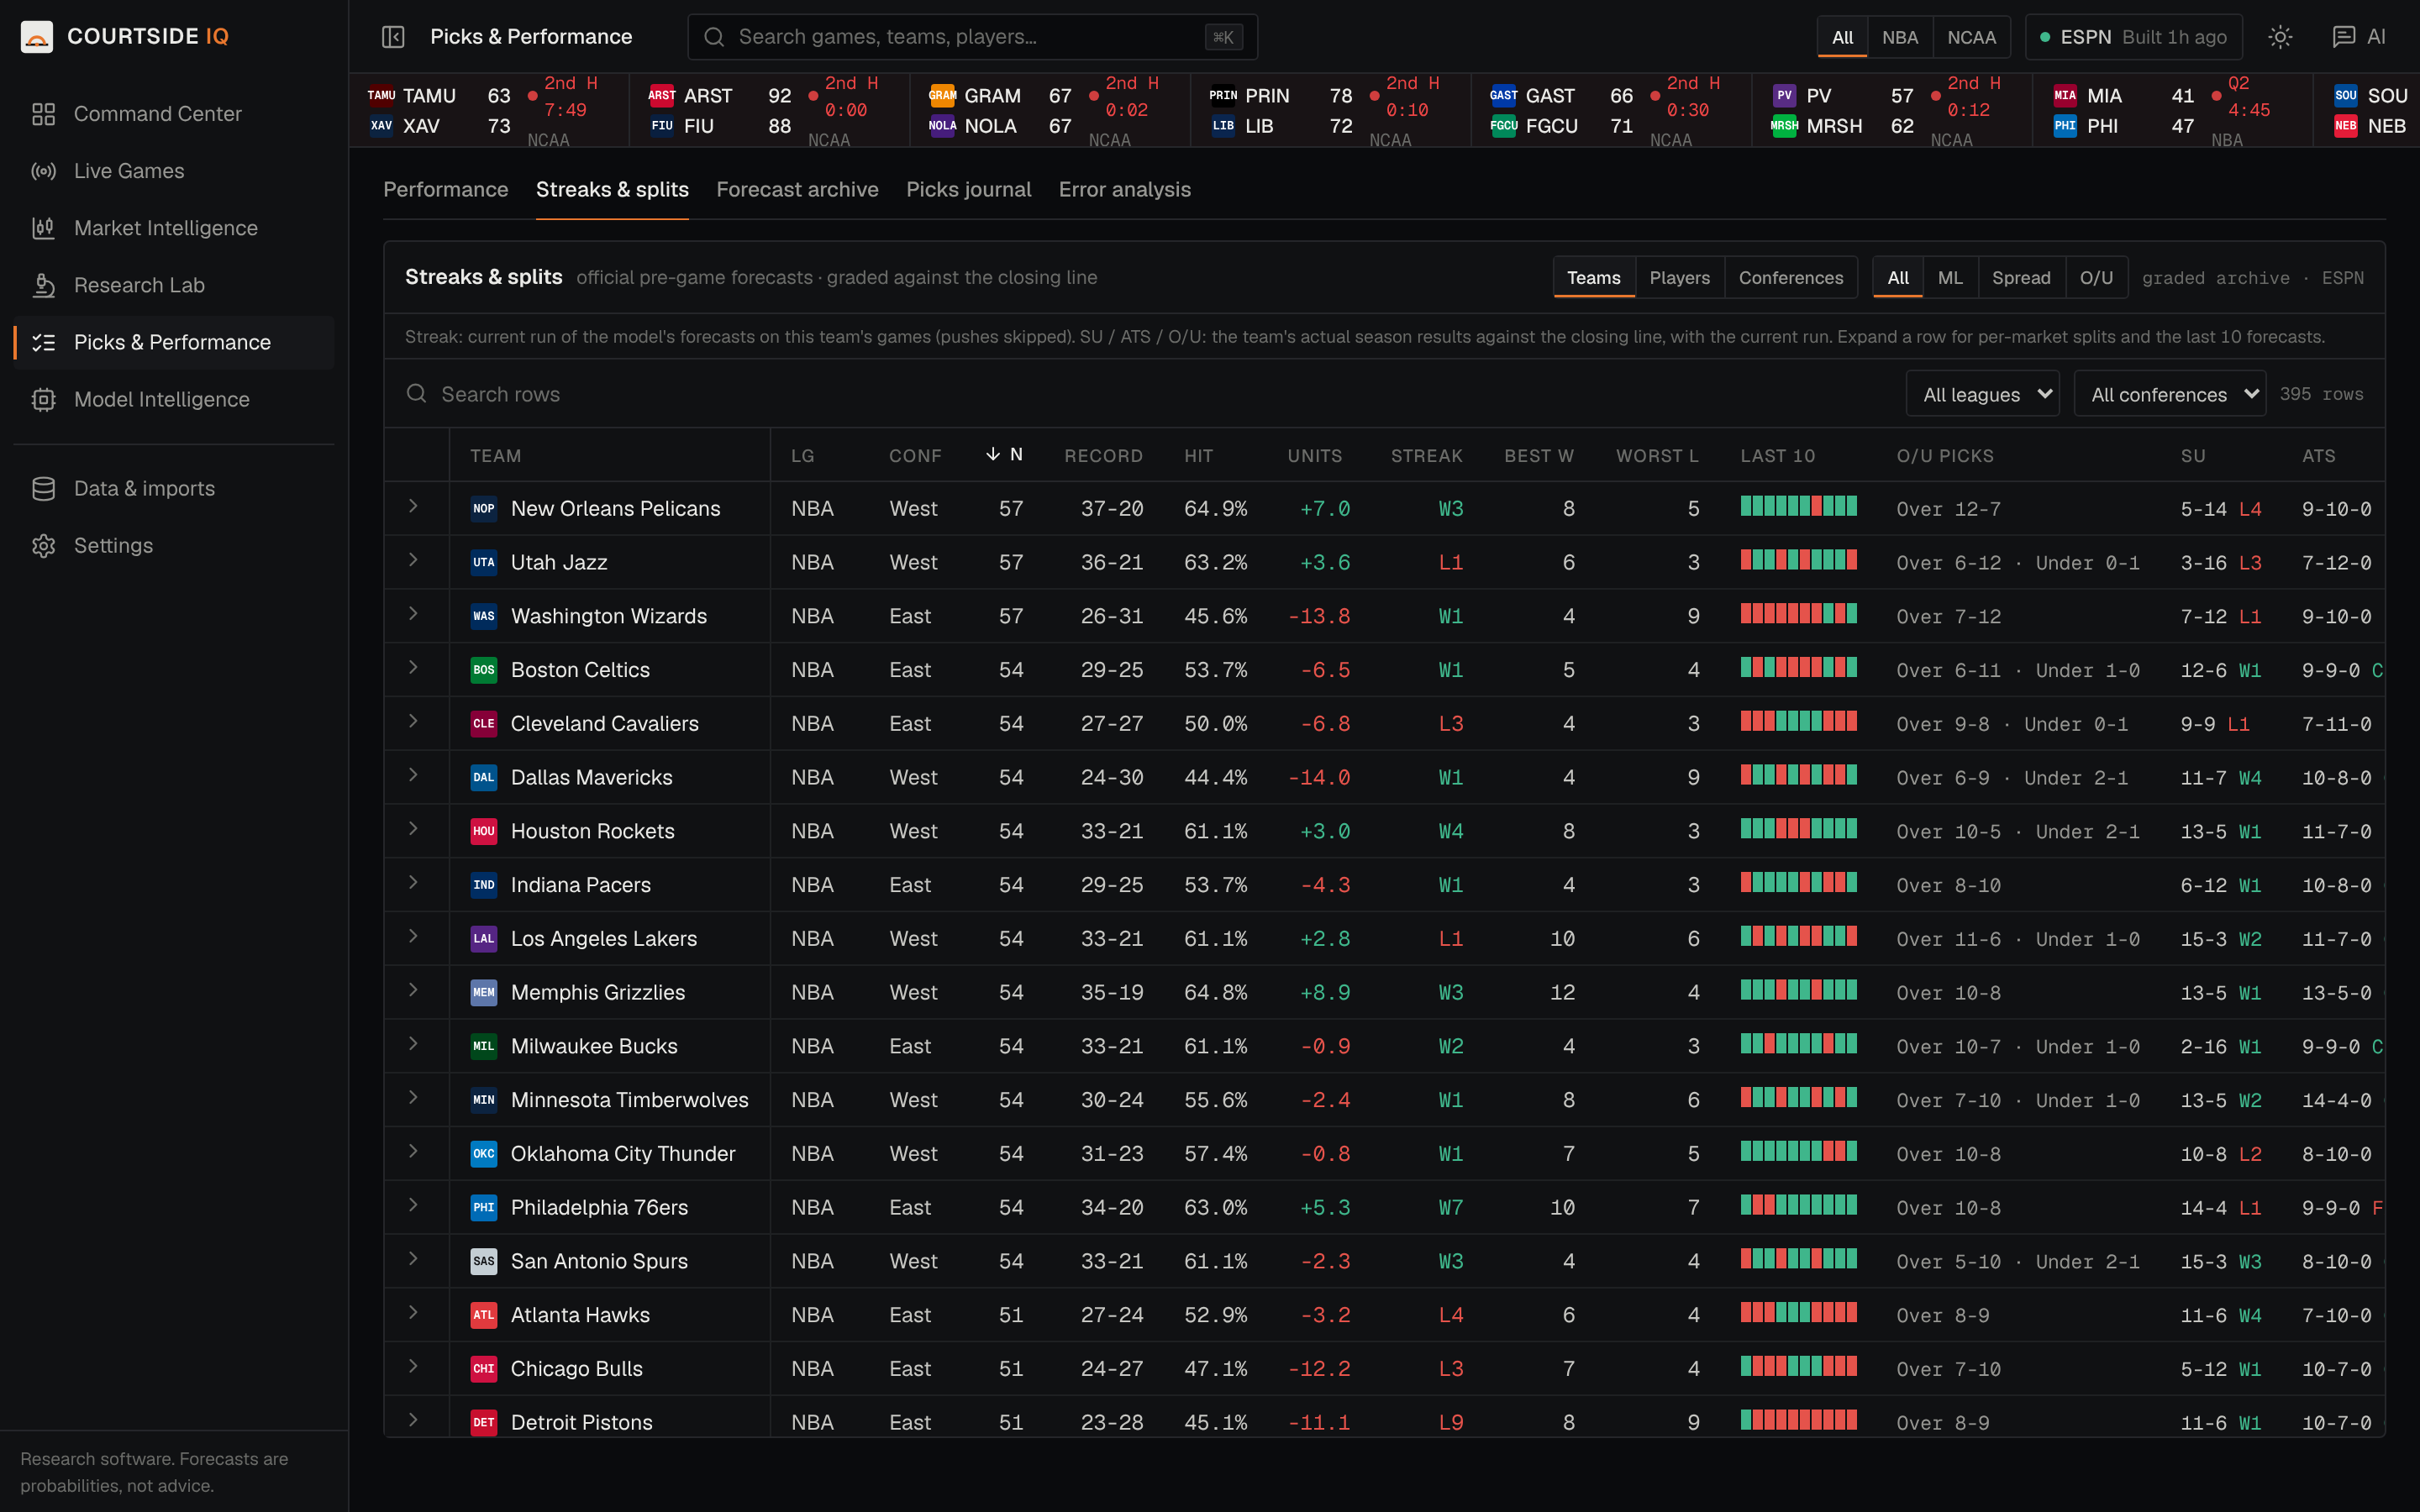 COURTSIDE IQ
Command Center
Live Games
Market Intelligence
Research Lab
Picks & Performance
Model Intelligence
Data & imports
Settings
Research software. Forecasts are
probabilities, not advice.
Picks & Performance
Search games, teams, players... ⌘K
All NBA NCAA
ESPN Built 1h ago
AI
TAMU TAMU 63 2nd H 7:49
XAV XAV 73 NCAA
ARST ARST 92 2nd H 0:00
FIU FIU 88 NCAA
GRAM GRAM 67 2nd H 0:02
NOLA NOLA 67 NCAA
PRIN PRIN 78 2nd H 0:10
LIB LIB 72 NCAA
GAST GAST 66 2nd H 0:30
FGCU FGCU 71 NCAA
PV PV 57 2nd H 0:12
MRSH MRSH 62 NCAA
MIA MIA 41 Q2 4:45
PHI PHI 47 NBA
SOU SOU
NEB NEB
Performance Streaks & splits Forecast archive Picks journal Error analysis
Streaks & splits official pre-game forecasts · graded against the closing line
Teams Players Conferences All ML Spread O/U graded archive · ESPN
Streak: current run of the model's forecasts on this team's games (pushes skipped). SU / ATS / O/U: the team's actual season results against the closing line, with the current run. Expand a row for per-market splits and the last 10 forecasts.
Search rows All leagues All conferences 395 rows
TEAM LG CONF ↓ N RECORD HIT UNITS STREAK BEST W WORST L LAST 10 O/U PICKS SU ATS
NOP New Orleans Pelicans NBA West 57 37-20 64.9% +7.0 W3 8 5 Over 12-7 5-14 L4 9-10-0
UTA Utah Jazz NBA West 57 36-21 63.2% +3.6 L1 6 3 Over 6-12 · Under 0-1 3-16 L3 7-12-0
WAS Washington Wizards NBA East 57 26-31 45.6% -13.8 W1 4 9 Over 7-12 7-12 L1 9-10-0
BOS Boston Celtics NBA East 54 29-25 53.7% -6.5 W1 5 4 Over 6-11 · Under 1-0 12-6 W1 9-9-0 C
CLE Cleveland Cavaliers NBA East 54 27-27 50.0% -6.8 L3 4 3 Over 9-8 · Under 0-1 9-9 L1 7-11-0
DAL Dallas Mavericks NBA West 54 24-30 44.4% -14.0 W1 4 9 Over 6-9 · Under 2-1 11-7 W4 10-8-0
HOU Houston Rockets NBA West 54 33-21 61.1% +3.0 W4 8 3 Over 10-5 · Under 2-1 13-5 W1 11-7-0
IND Indiana Pacers NBA East 54 29-25 53.7% -4.3 W1 4 3 Over 8-10 6-12 W1 10-8-0
LAL Los Angeles Lakers NBA West 54 33-21 61.1% +2.8 L1 10 6 Over 11-6 · Under 1-0 15-3 W2 11-7-0
MEM Memphis Grizzlies NBA West 54 35-19 64.8% +8.9 W3 12 4 Over 10-8 13-5 W1 13-5-0
MIL Milwaukee Bucks NBA East 54 33-21 61.1% -0.9 W2 4 3 Over 10-7 · Under 1-0 2-16 W1 9-9-0 C
MIN Minnesota Timberwolves NBA West 54 30-24 55.6% -2.4 W1 8 6 Over 7-10 · Under 1-0 13-5 W2 14-4-0
OKC Oklahoma City Thunder NBA West 54 31-23 57.4% -0.8 W1 7 5 Over 10-8 10-8 L2 8-10-0
PHI Philadelphia 76ers NBA East 54 34-20 63.0% +5.3 W7 10 7 Over 10-8 14-4 L1 9-9-0 F
SAS San Antonio Spurs NBA West 54 33-21 61.1% -2.3 W3 4 4 Over 5-10 · Under 2-1 15-3 W3 8-10-0
ATL Atlanta Hawks NBA East 51 27-24 52.9% -3.2 L4 6 4 Over 8-9 11-6 W4 7-10-0
CHI Chicago Bulls NBA East 51 24-27 47.1% -12.2 L3 7 4 Over 7-10 5-12 W1 10-7-0
DET Detroit Pistons NBA East 51 23-28 45.1% -11.1 L9 8 9 Over 8-9 11-6 W1 10-7-0